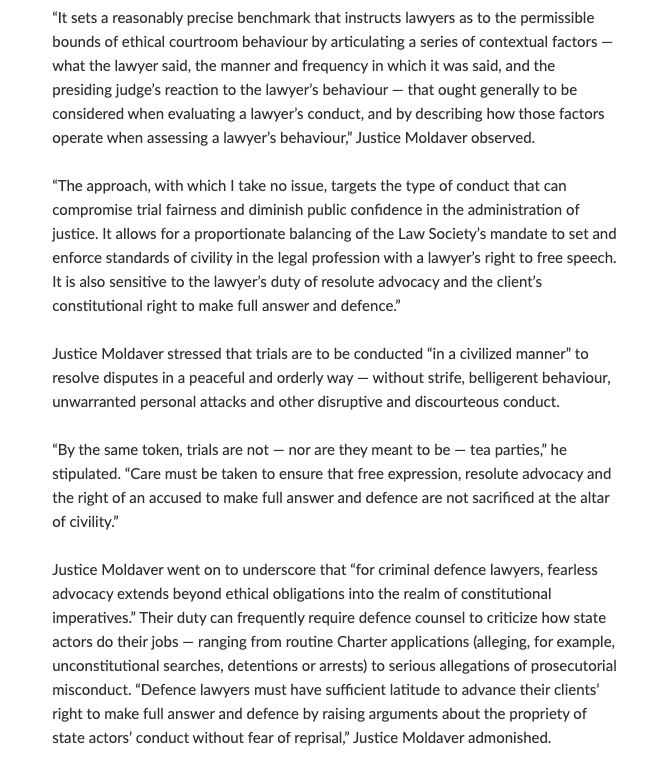 “It sets a reasonably precise benchmark that instructs lawyers as to the permissible
bounds of ethical courtroom behaviour by articulating a series of contextual factors —
what the lawyer said, the manner and frequency in which it was said, and the
presiding judge’s reaction to the lawyer’s behaviour — that ought generally to be
considered when evaluating a lawyer’s conduct, and by describing how those factors
operate when assessing a lawyer’s behaviour,” Justice Moldaver observed.
“The approach, with which I take no issue, targets the type of conduct that can
compromise trial fairness and diminish public confidence in the administration of
justice. It allows for a proportionate balancing of the Law Society’s mandate to set and
enforce standards of civility in the legal profession with a lawyer’s right to free speech.
It is also sensitive to the lawyer’s duty of resolute advocacy and the client’s
constitutional right to make full answer and defence.”
Justice Moldaver stressed that trials are to be conducted “in a civilized manner” to
resolve disputes in a peaceful and orderly way — without strife, belligerent behaviour,
unwarranted personal attacks and other disruptive and discourteous conduct.
“By the same token, trials are not — nor are they meant to be — tea parties,” he
stipulated. “Care must be taken to ensure that free expression, resolute advocacy and
the right of an accused to make full answer and defence are not sacrificed at the altar
of civility.”
Justice Moldaver went on to underscore that “for criminal defence lawyers, fearless
advocacy extends beyond ethical obligations into the realm of constitutional
imperatives.” Their duty can frequently require defence counsel to criticize how state
actors do their jobs — ranging from routine Charter applications (alleging, for example,
unconstitutional searches, detentions or arrests) to serious allegations of prosecutorial
misconduct. “Defence lawyers must have sufficient latitude to advance their clients’
right to make full answer and defence by raising arguments about the propriety of
state actors’ conduct without fear of reprisal,” Justice Moldaver admonished.